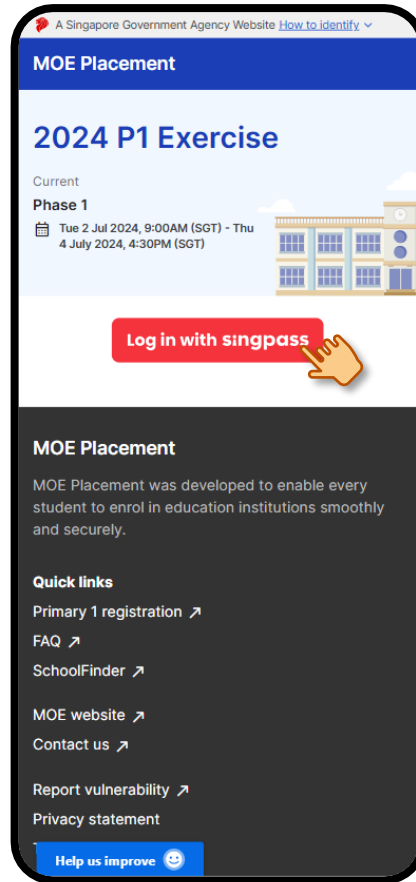 A Singapore Government Agency Website How to identify
MOE Placement
2024 P1 Exercise
Current
Phase 1
Tue 2 Jul 2024, 9:00AM (SGT) - Thu
4 July 2024, 4:30PM (SGT)
Log in with singpass
MOE Placement
MOE Placement was developed to enable every
student to enrol in education institutions smoothly
and securely.
Quick links
Primary 1 registration ↗
FAQ ↗
SchoolFinder ↗
MOE website ↗
Contact us ↗
Report vulnerability ↗
Privacy statement
Help us improve